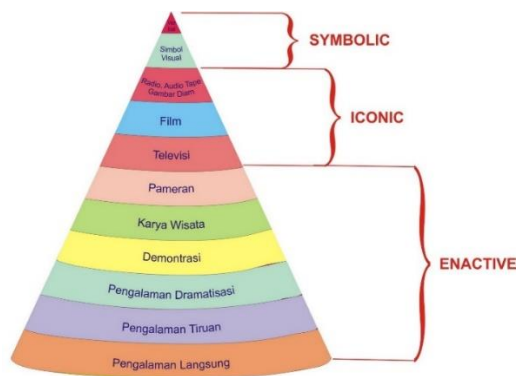 SYMBOLIC
Simbol
Visual
Radio, Audio Tape
Gambar Diam
ICONIC
Film
Televisi
Pameran
Karya Wisata
Demontrasi
ENACTIVE
Pengalaman Dramatisasi
Pengalaman Tiruan
Pengalaman Langsung